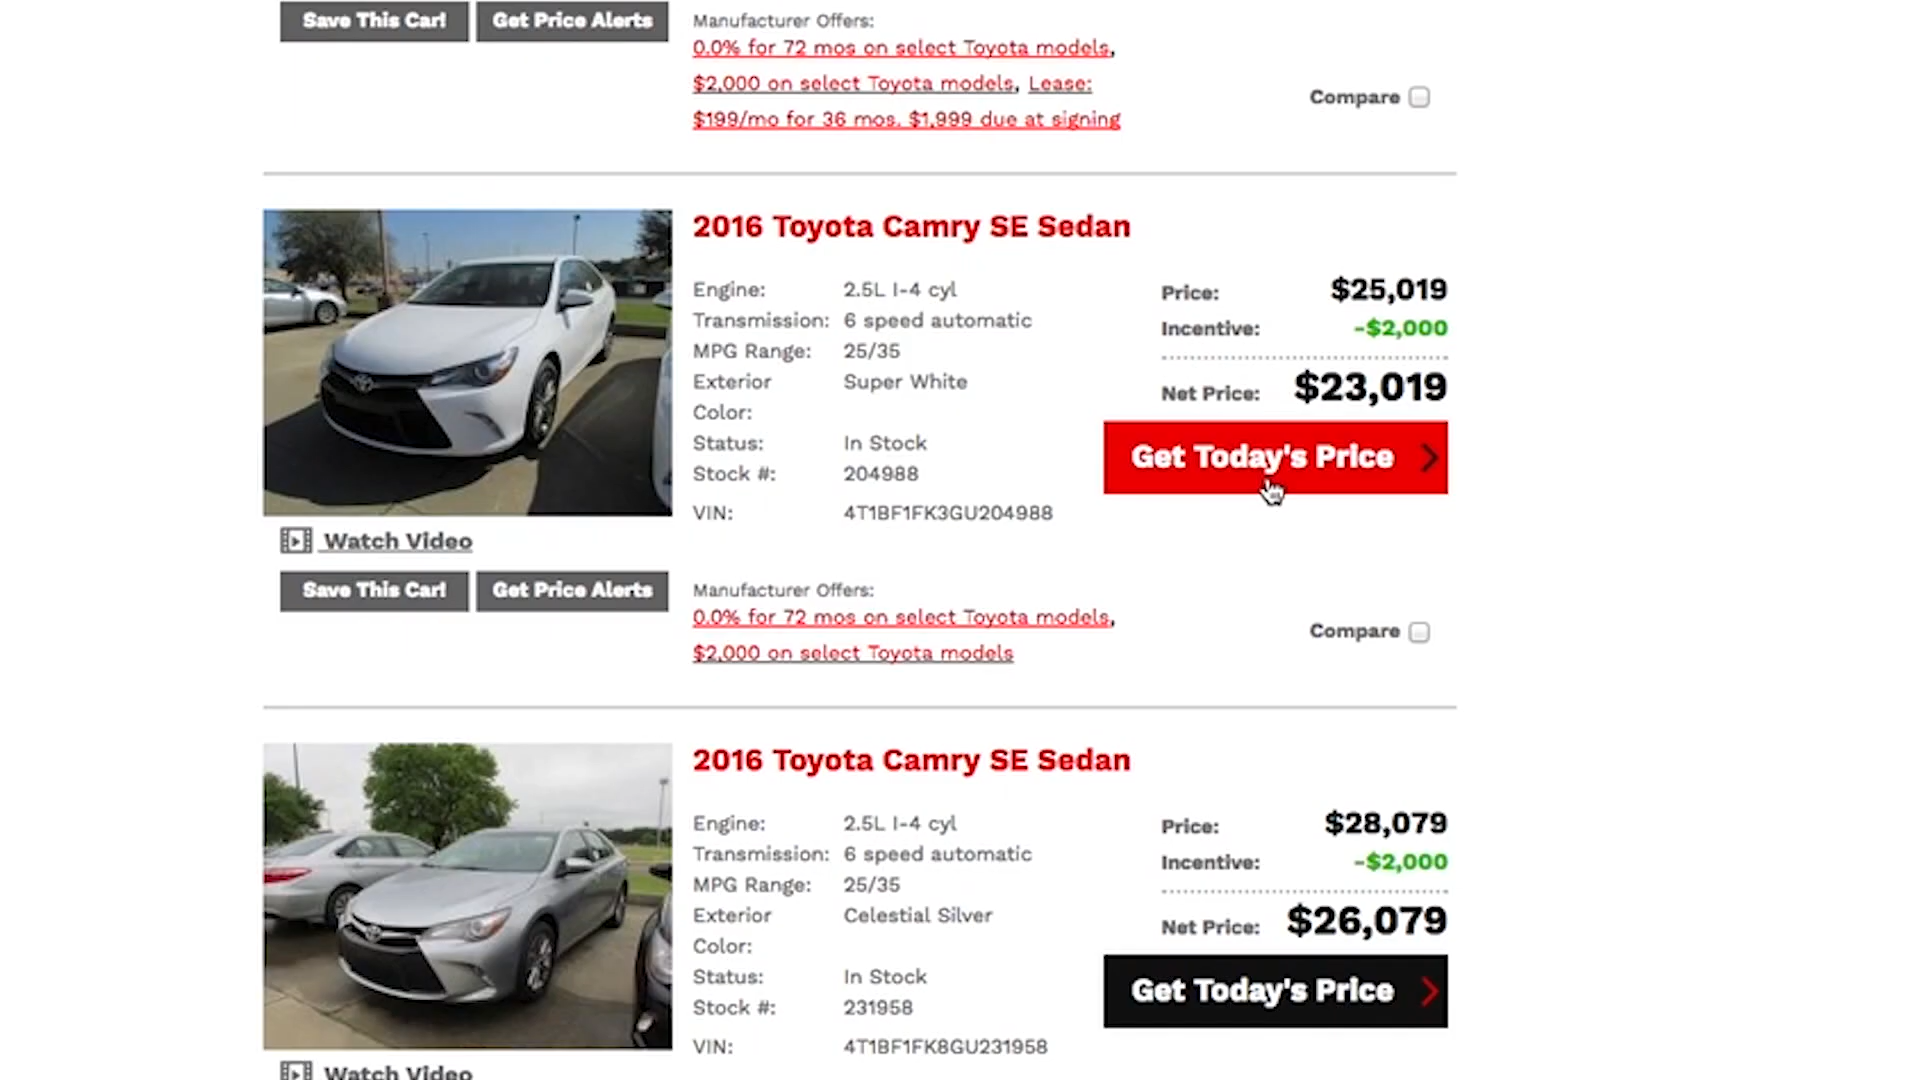 Save This Car! Get Price Alerts
Manufacturer Offers:
0.0% for 72 mos on select Toyota models,
$2,000 on select Toyota models, Lease:
$199/mo for 36 mos. $1,999 due at signing
Compare
2016 Toyota Camry SE Sedan
Engine: 2.5L I-4 cyl
Transmission: 6 speed automatic
MPG Range: 25/35
Exterior Super White
Color:
Status: In Stock
Stock #: 204988
VIN: 4T1BF1FK3GU204988
Price: $25,019
Incentive: -$2,000
Net Price: $23,019
Get Today's Price
Watch Video
Save This Car! Get Price Alerts
Manufacturer Offers:
0.0% for 72 mos on select Toyota models,
$2,000 on select Toyota models
Compare
2016 Toyota Camry SE Sedan
Engine: 2.5L I-4 cyl
Transmission: 6 speed automatic
MPG Range: 25/35
Exterior Celestial Silver
Color:
Status: In Stock
Stock #: 231958
VIN: 4T1BF1FK8GU231958
Price: $28,079
Incentive: -$2,000
Net Price: $26,079
Get Today's Price
Watch Video